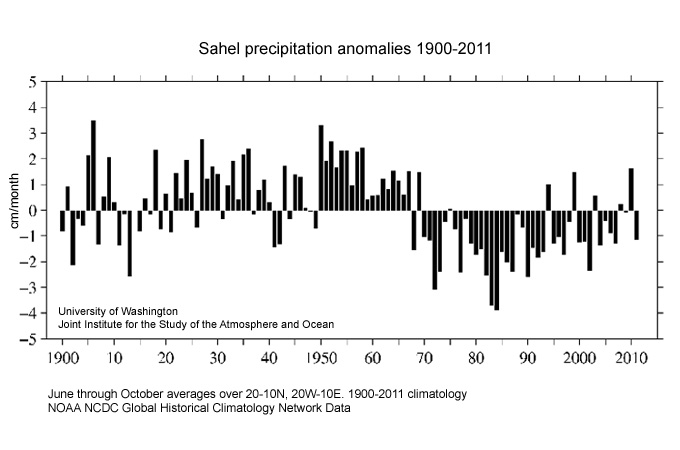 Sahel precipitation anomalies 1900-2011
5
4
3
2
1
0
−1
−2
−3
−4
−5
cm/month
University of Washington
Joint Institute for the Study of the Atmosphere and Ocean
1900 10 20 30 40 1950 60 70 80 90 2000 2010
June through October averages over 20-10N, 20W-10E. 1900-2011 climatology
NOAA NCDC Global Historical Climatology Network Data